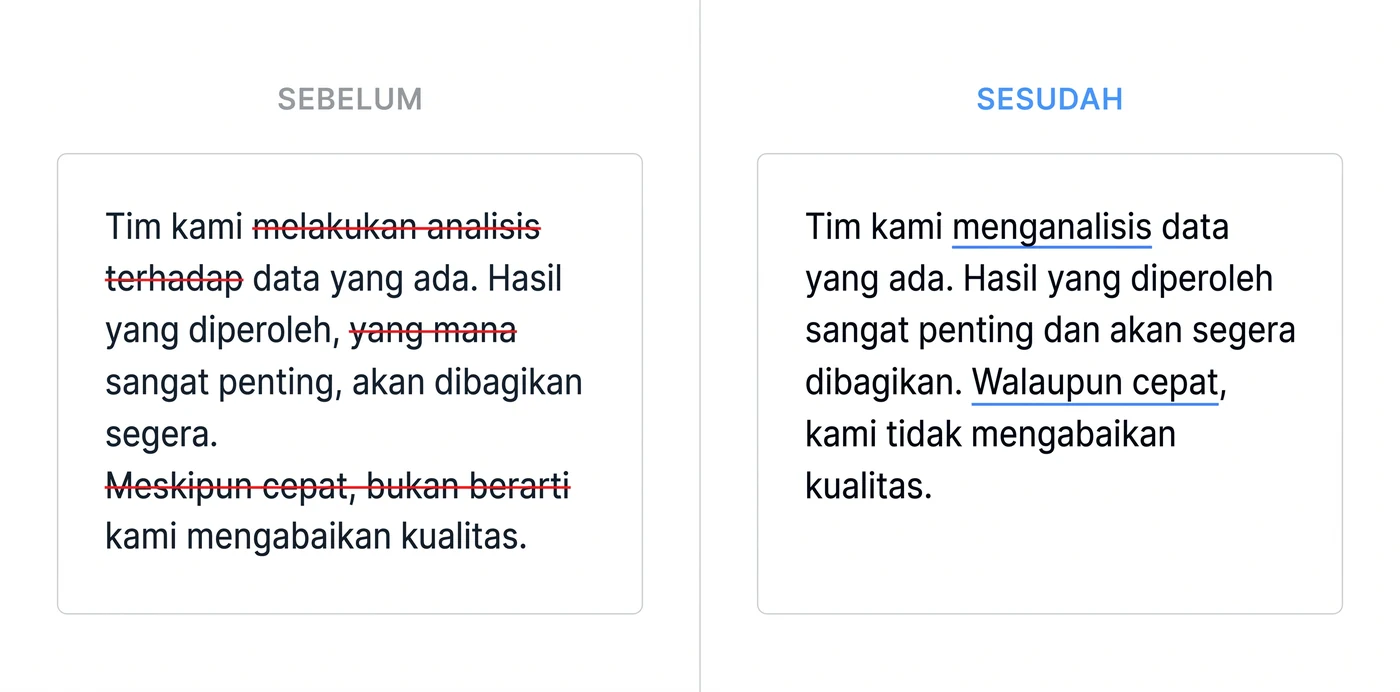 SEBELUM
Tim kami melakukan analisis
terhadap data yang ada. Hasil
yang diperoleh, yang mana
sangat penting, akan dibagikan
segera.
Meskipun cepat, bukan berarti
kami mengabaikan kualitas.
SESUDAH
Tim kami menganalisis data
yang ada. Hasil yang diperoleh
sangat penting dan akan segera
dibagikan. Walaupun cepat,
kami tidak mengabaikan
kualitas.